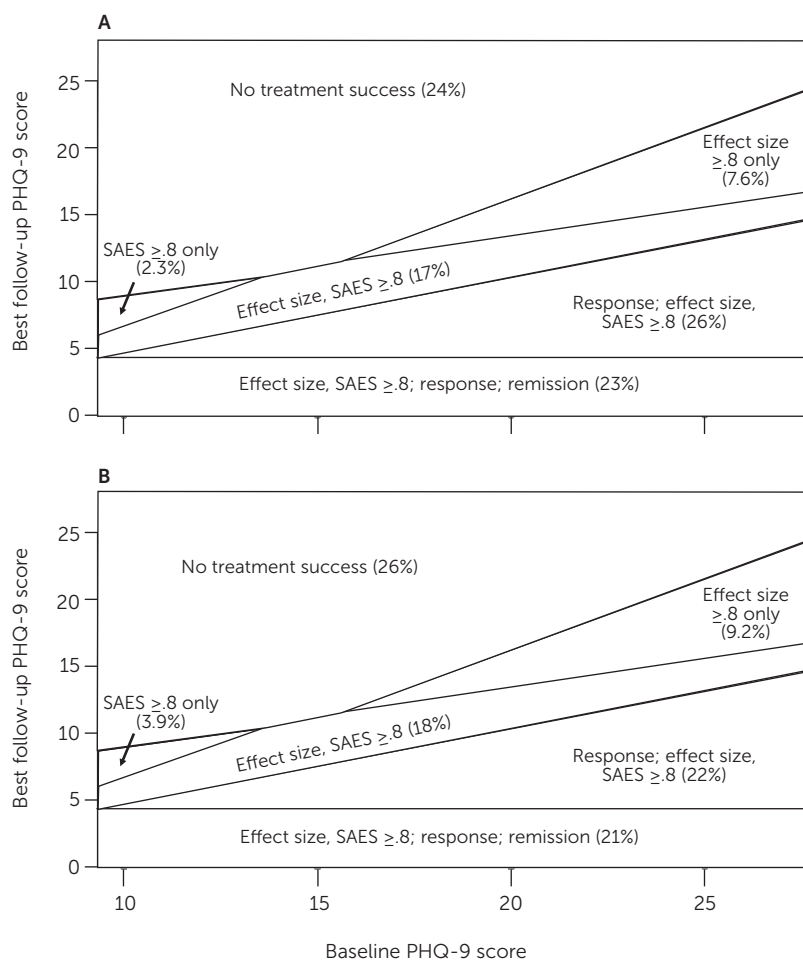 A
25
20
15
10
5
0
Best follow-up PHQ-9 score
No treatment success (24%)
Effect size
≥.8 only
(7.6%)
SAES ≥.8 only
(2.3%)
Effect size, SAES ≥.8 (17%)
Response; effect size,
SAES ≥.8 (26%)
Effect size, SAES ≥.8; response; remission (23%)
B
25
20
15
10
5
0
Best follow-up PHQ-9 score
No treatment success (26%)
Effect size
≥.8 only
(9.2%)
SAES ≥.8 only
(3.9%)
Effect size, SAES ≥.8 (18%)
Response; effect size,
SAES ≥.8 (22%)
Effect size, SAES ≥.8; response; remission (21%)
10 15 20 25
Baseline PHQ-9 score